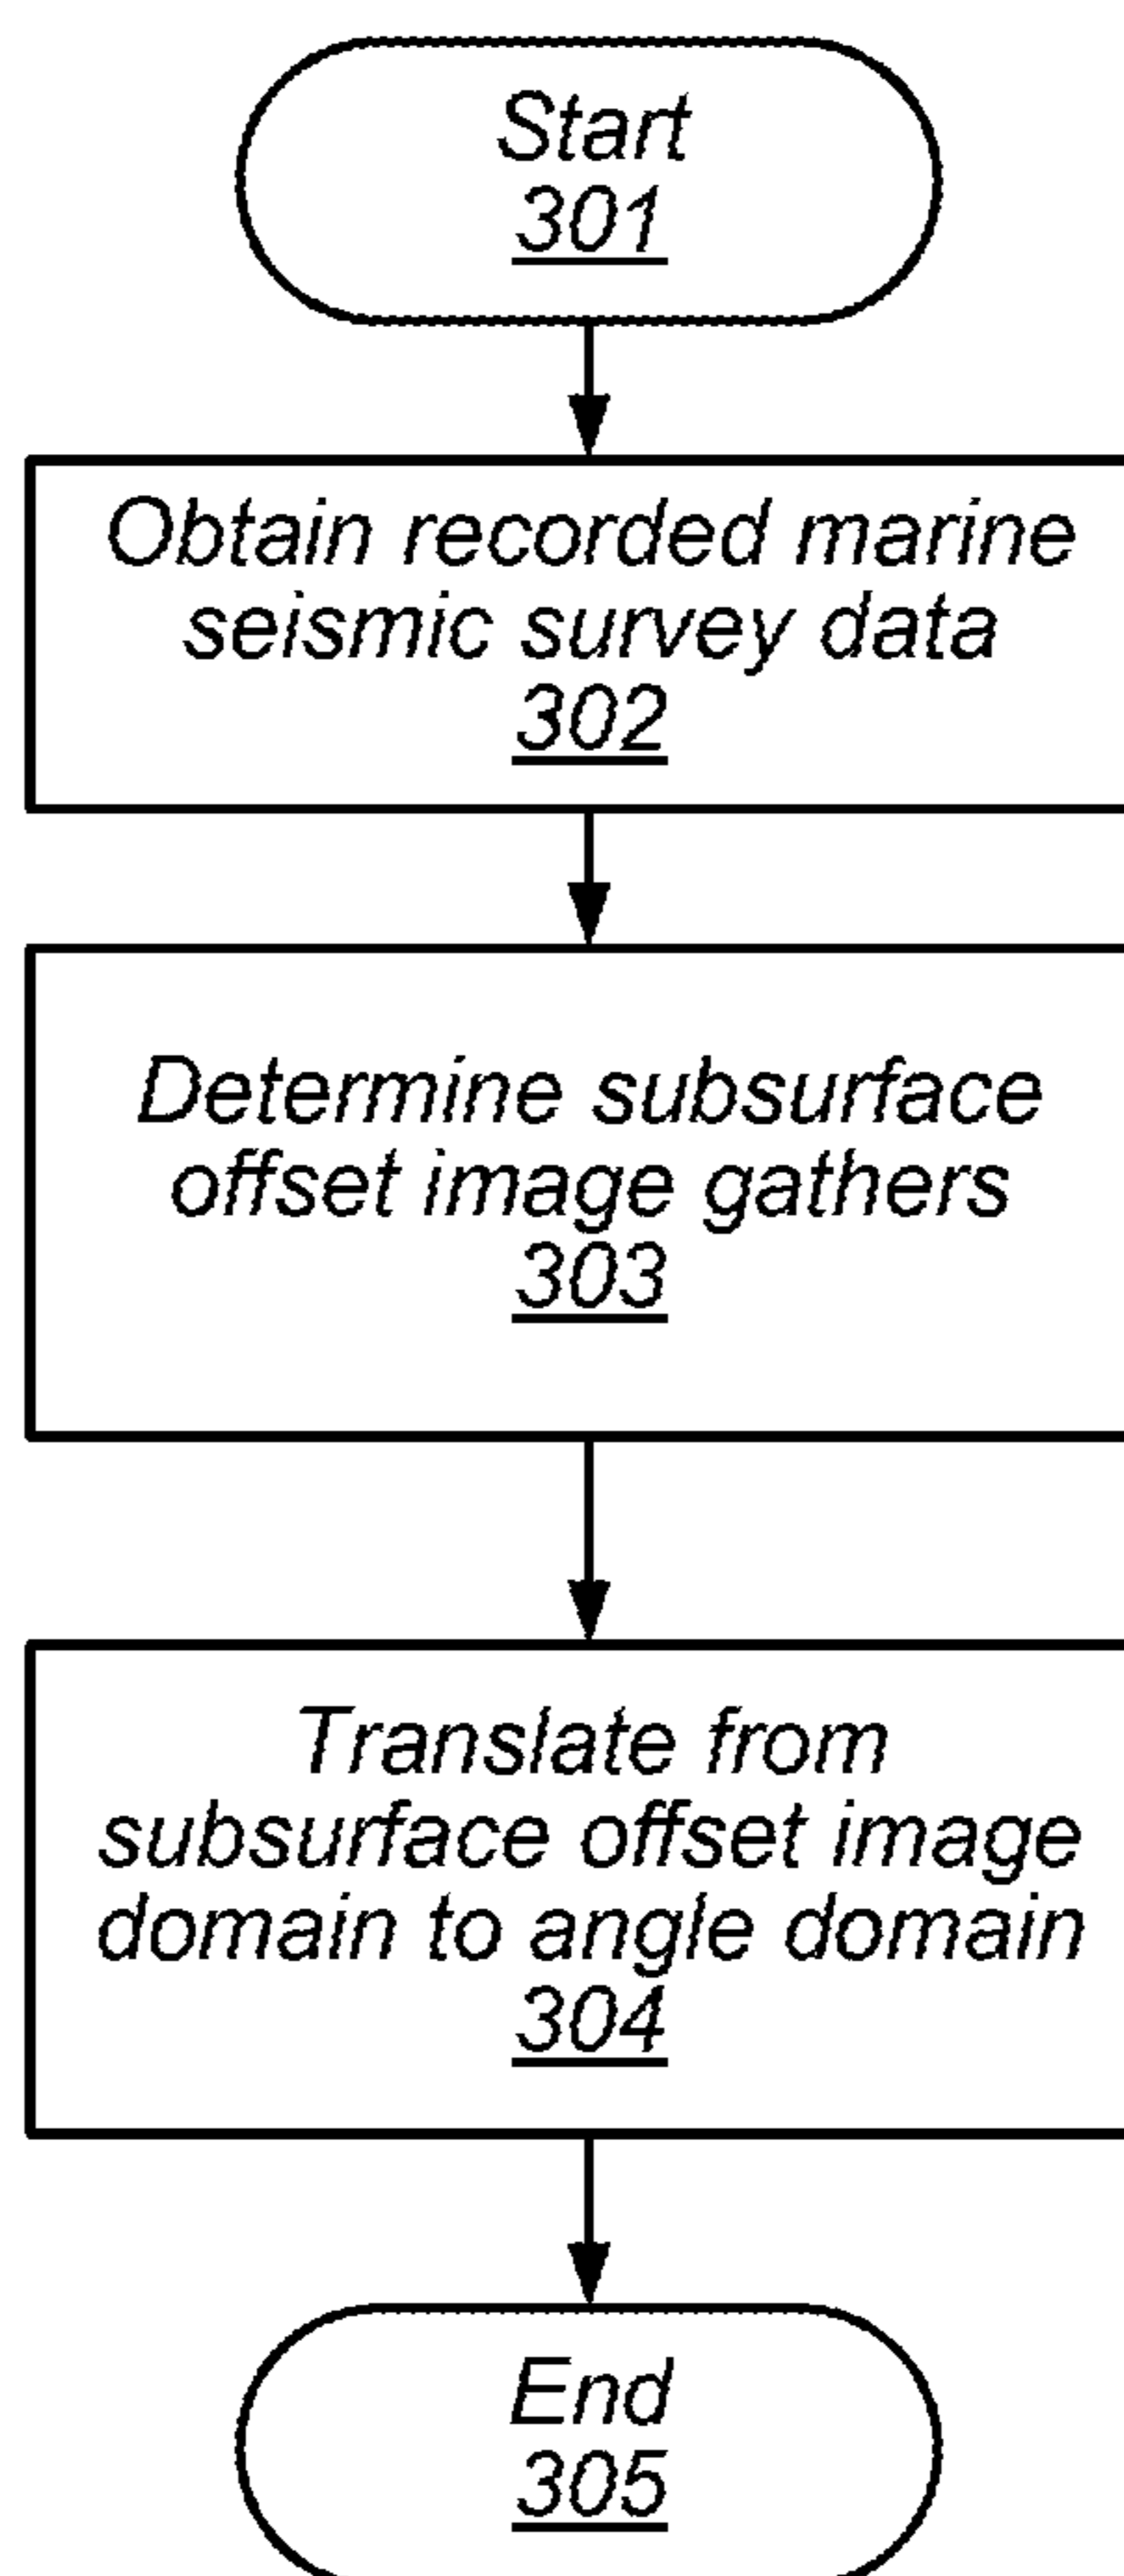 Start
301
Obtain recorded marine
seismic survey data
302
Determine subsurface
offset image gathers
303
Translate from
subsurface offset image
domain to angle domain
304
End
305